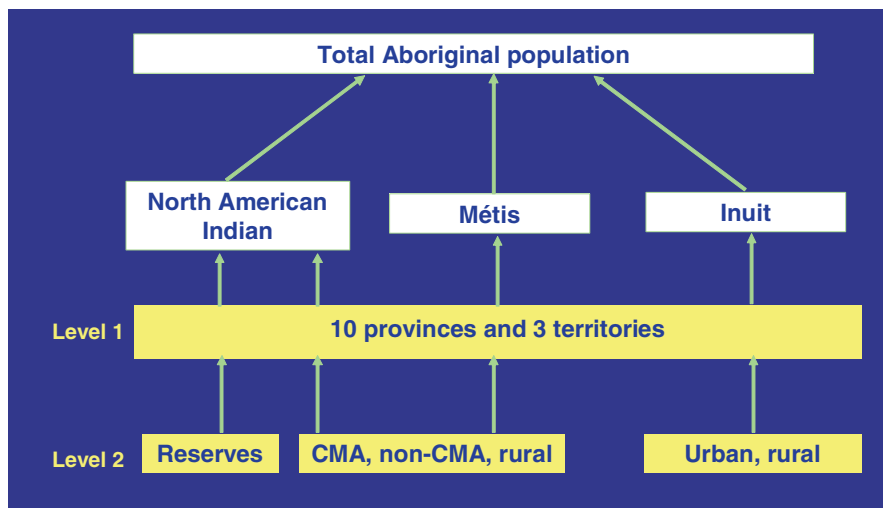 Total Aboriginal population
North American
Indian
Métis
Inuit
Level 1
10 provinces and 3 territories
Level 2
Reserves
CMA, non-CMA, rural
Urban, rural